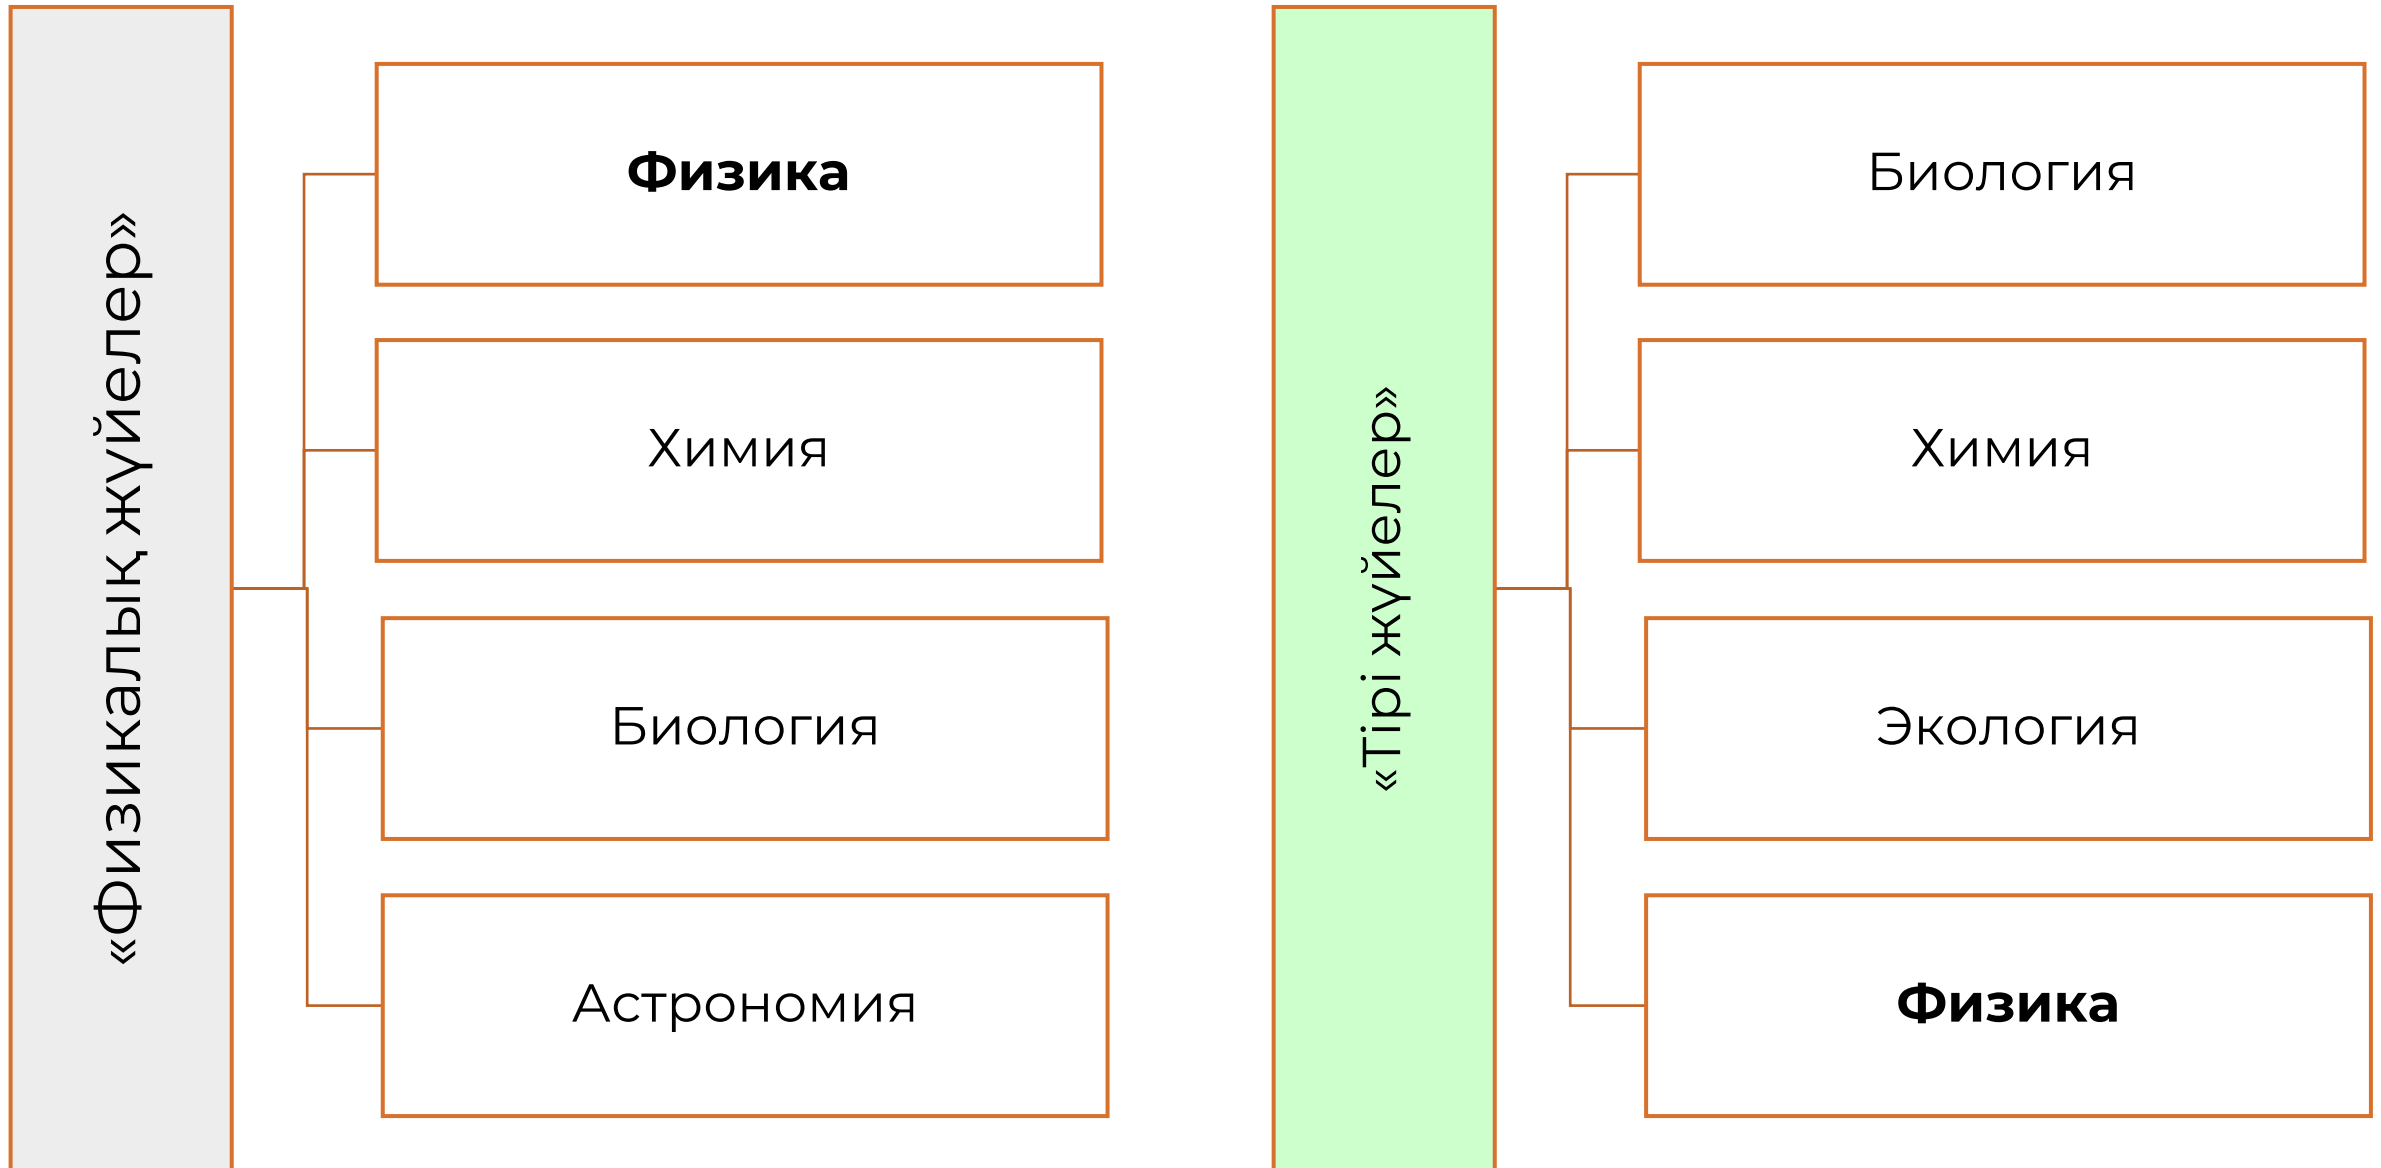 «Физикалық жүйелер»
Физика
Химия
Биология
Астрономия
«Тірі жүйелер»
Биология
Химия
Экология
Физика